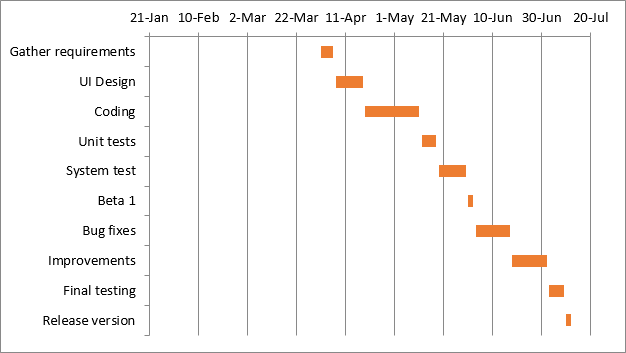 21-Jan 10-Feb 2-Mar 22-Mar 11-Apr 1-May 21-May 10-Jun 30-Jun 20-Jul
Gather requirements
UI Design
Coding
Unit tests
System test
Beta 1
Bug fixes
Improvements
Final testing
Release version